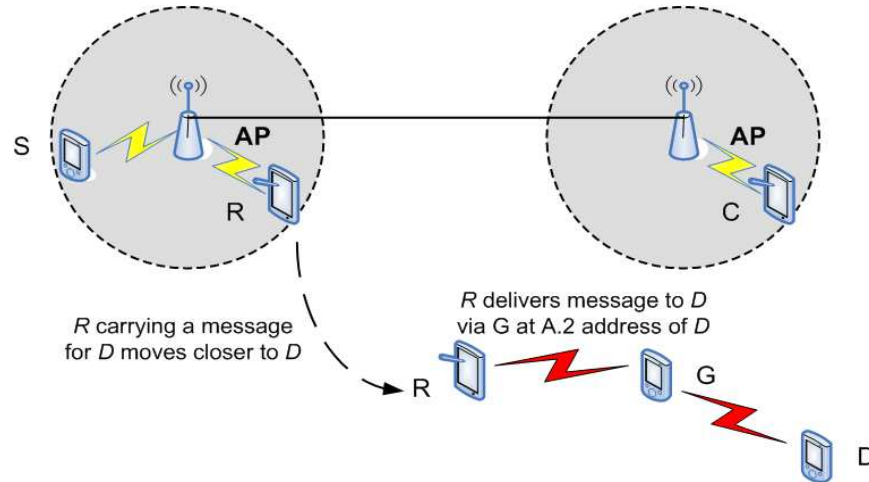 AP
AP
S
R
C
R carrying a message
for D moves closer to D
R delivers message to D
via G at A.2 address of D
R
G
D